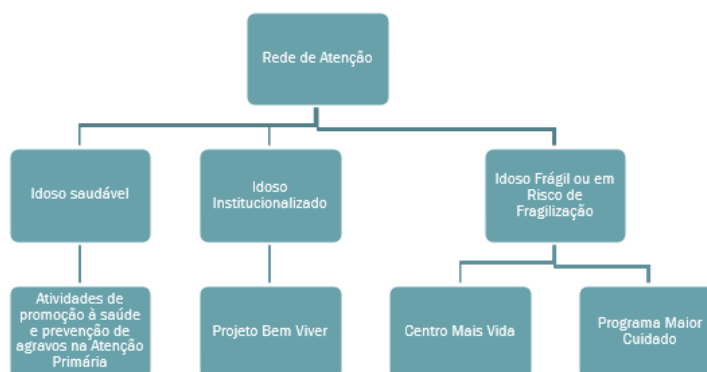 Rede de Atenção
Idoso saudável
Idoso
Institucionalizado
Idoso Frágil ou em
Risco de
Fragilização
Atividades de
promoção à saúde
e prevenção de
agravos na Atenção
Primária
Projeto Bem Viver
Centro Mais Vida
Programa Maior
Cuidado